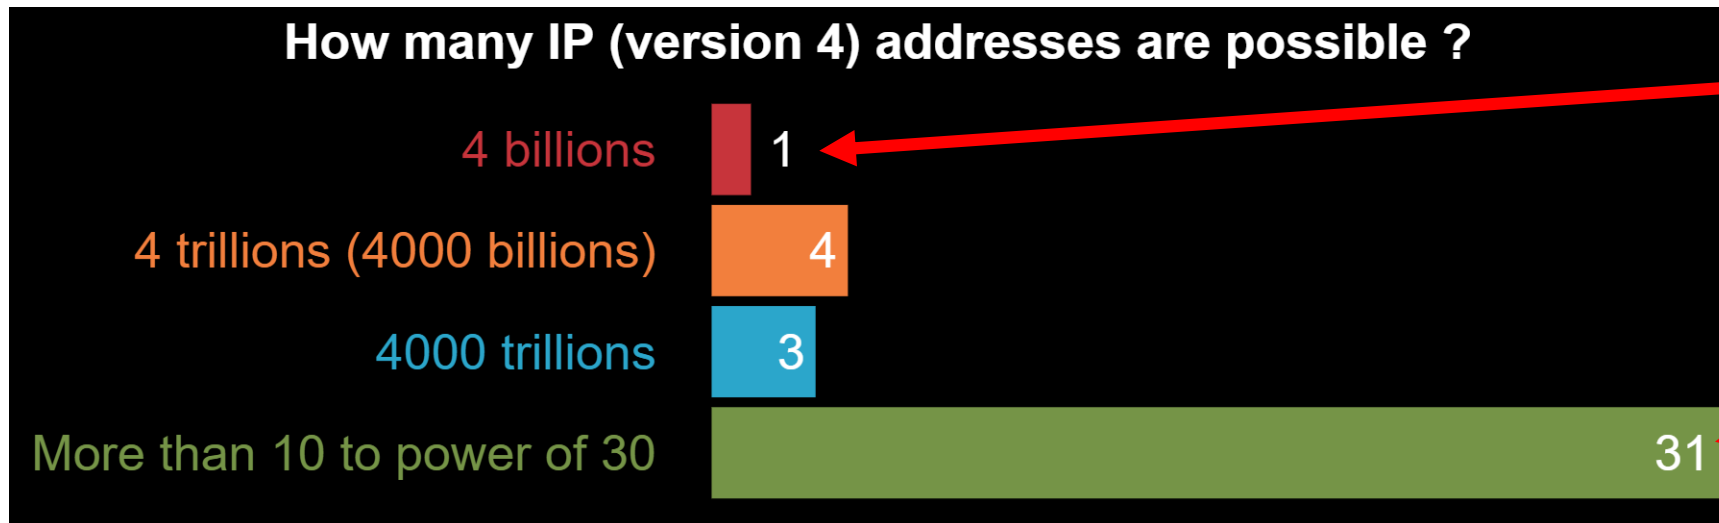 How many IP (version 4) addresses are possible ?
4 billions 1
4 trillions (4000 billions) 4
4000 trillions 3
More than 10 to power of 30 31